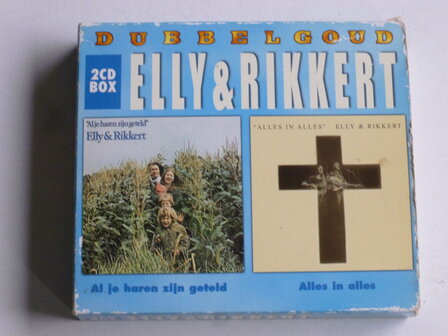 DUBBELGOUD
2CD
BOX
ELLY & RIKKERT
"Al je haren zijn geteld"
Elly & Rikkert
"ALLES IN ALLES" ELLY & RIKKERT
Al je haren zijn geteld
Alles in alles